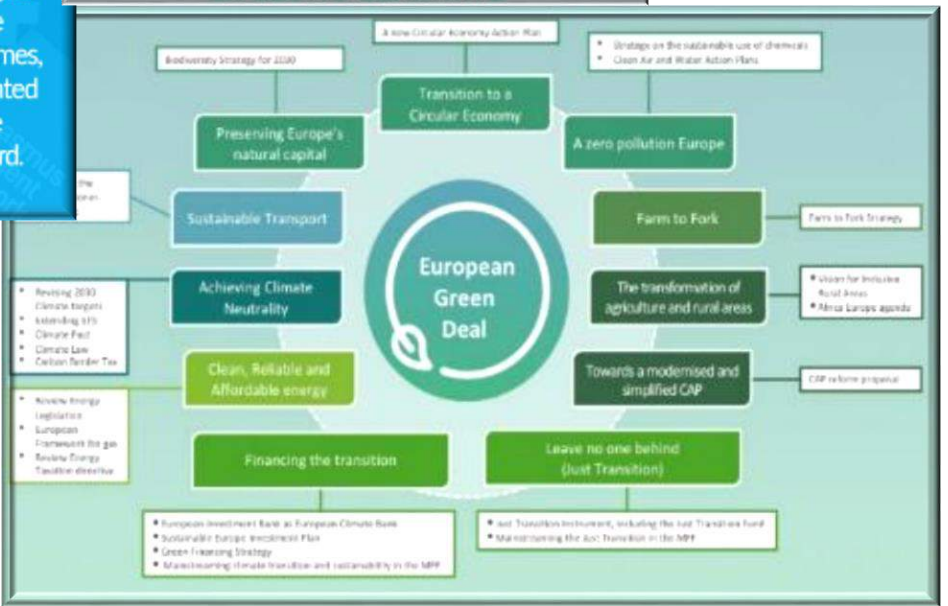 A new Circular Economy Action Plan
Biodiversity Strategy for 2030
Strategy on the sustainable use of chemicals
Clean Air and Water Action Plans
Transition to a
Circular Economy
Preserving Europe's
natural capital
A zero pollution Europe
the
Sustainable Transport
Farm to Fork
Farm to Fork Strategy
Achieving Climate
Neutrality
European
Green
Deal
The transformation of
agriculture and rural areas
Revising 2030
Climate targets
Extending ETS
Climate Pact
Climate Law
Carbon Border Tax
Vision for Inclusive
Rural Areas
Africa Europe agenda
Clean, Reliable and
Affordable energy
Towards a modernised and
simplified CAP
CAP reform proposal
Review Energy
Legislation
European
Framework for gas
Review Energy
Taxation directive
Financing the transition
Leave no one behind
(Just Transition)
European Investment Bank as European Climate Bank
Sustainable Europe Investment Plan
Green Financing Strategy
Mainstreaming climate transition and sustainability in the MFF
Just Transition Instrument, including the Just Transition Fund
Mainstreaming the Just Transition in the MFF